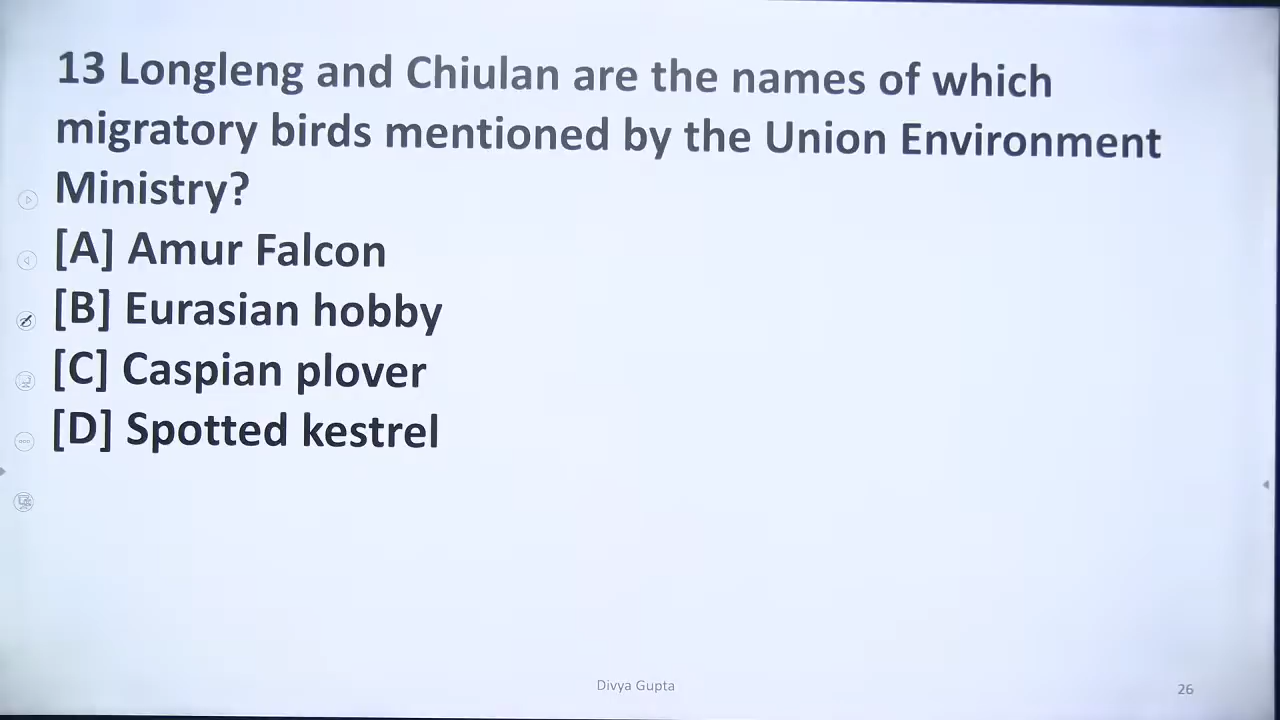 13 Longleng and Chiulan are the names of which
migratory birds mentioned by the Union Environment
Ministry?
[A] Amur Falcon
[B] Eurasian hobby
[C] Caspian plover
[D] Spotted kestrel
Divya Gupta
26